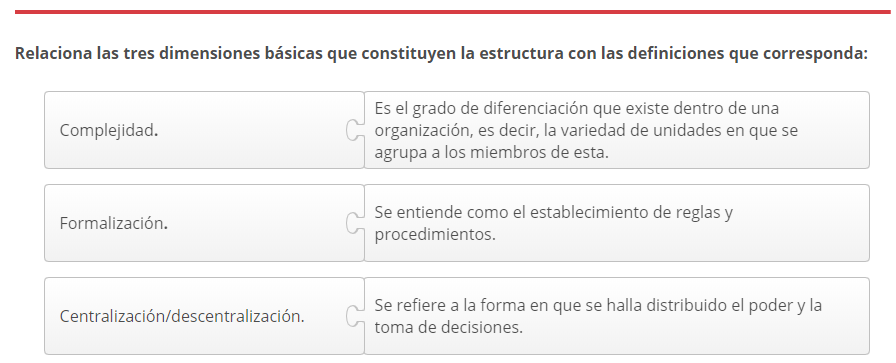 Relaciona las tres dimensiones básicas que constituyen la estructura con las definiciones que corresponda:
Complejidad.
Es el grado de diferenciación que existe dentro de una
organización, es decir, la variedad de unidades en que se
agrupa a los miembros de esta.
Formalización.
Se entiende como el establecimiento de reglas y
procedimientos.
Centralización/descentralización.
Se refiere a la forma en que se halla distribuido el poder y la
toma de decisiones.